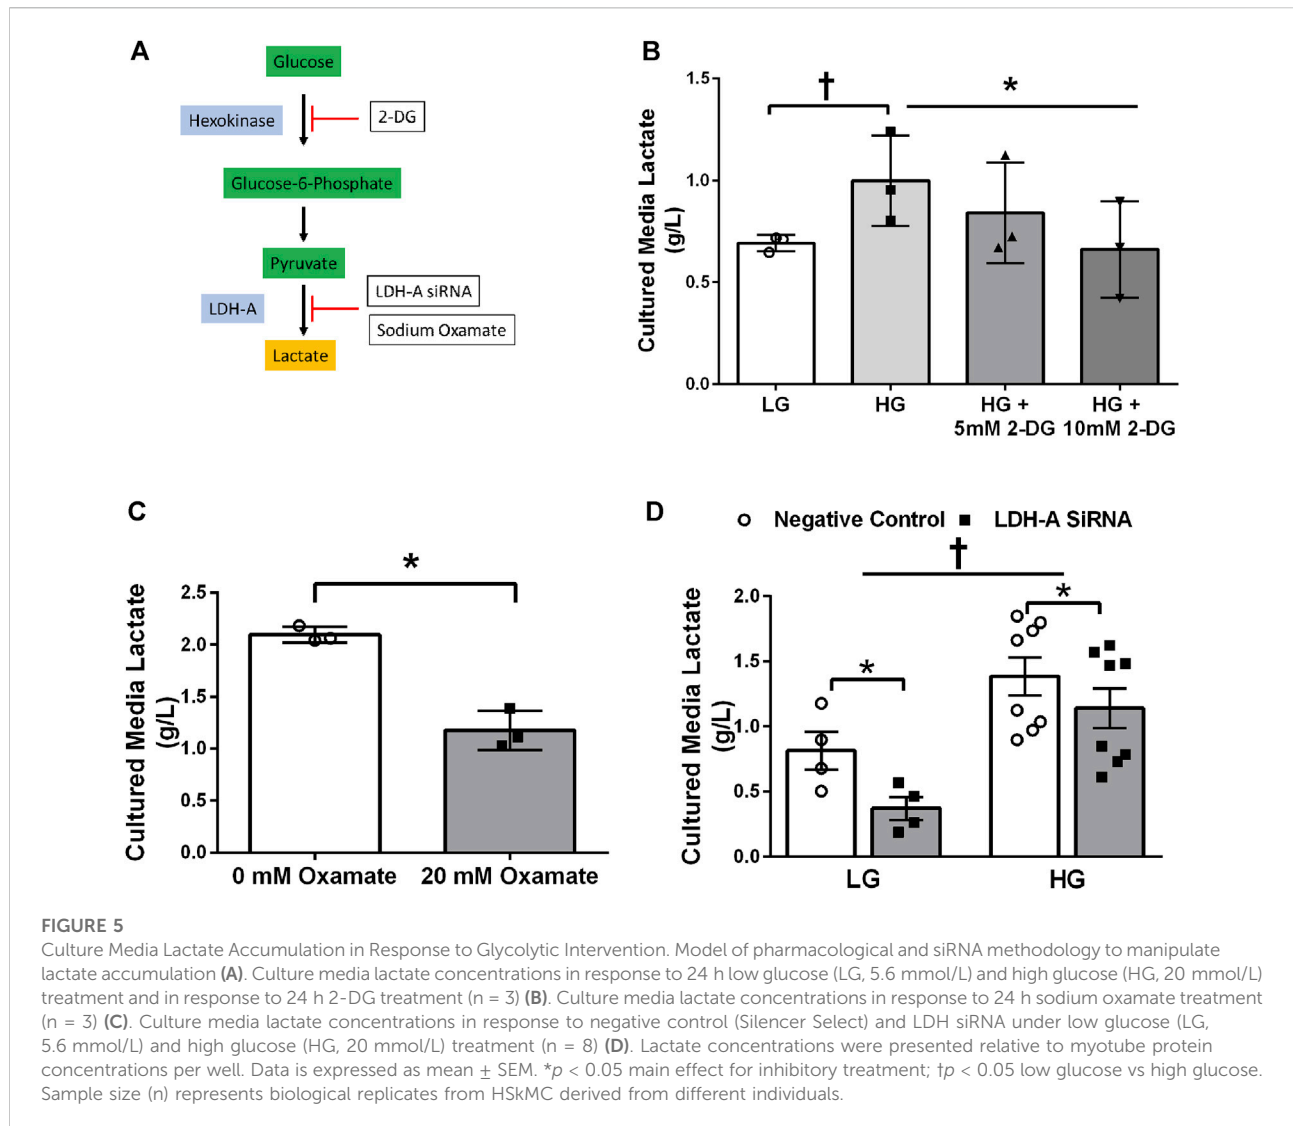 A
Glucose
Hexokinase
2-DG
Glucose-6-Phosphate
Pyruvate
LDH-A siRNA
LDH-A
Sodium Oxamate
Lactate
B
Cultured Media Lactate
(g/L)
1.5
1.0
0.5
0.0
†
*
LG
HG
HG +
5mM 2-DG
HG +
10mM 2-DG
C
Cultured Media Lactate
(g/L)
2.5
2.0
1.5
1.0
0.5
0.0
*
0 mM Oxamate
20 mM Oxamate
D
Negative Control
LDH-A SiRNA
Cultured Media Lactate
(g/L)
2.0
1.5
1.0
0.5
0.0
†
*
*
LG
HG
FIGURE 5
Culture Media Lactate Accumulation in Response to Glycolytic Intervention. Model of pharmacological and siRNA methodology to manipulate
lactate accumulation (A). Culture media lactate concentrations in response to 24 h low glucose (LG, 5.6 mmol/L) and high glucose (HG, 20 mmol/L)
treatment and in response to 24 h 2-DG treatment (n = 3) (B). Culture media lactate concentrations in response to 24 h sodium oxamate treatment
(n = 3) (C). Culture media lactate concentrations in response to negative control (Silencer Select) and LDH siRNA under low glucose (LG,
5.6 mmol/L) and high glucose (HG, 20 mmol/L) treatment (n = 8) (D). Lactate concentrations were presented relative to myotube protein
concentrations per well. Data is expressed as mean ± SEM. *p < 0.05 main effect for inhibitory treatment; †p < 0.05 low glucose vs high glucose.
Sample size (n) represents biological replicates from HSkMC derived from different individuals.